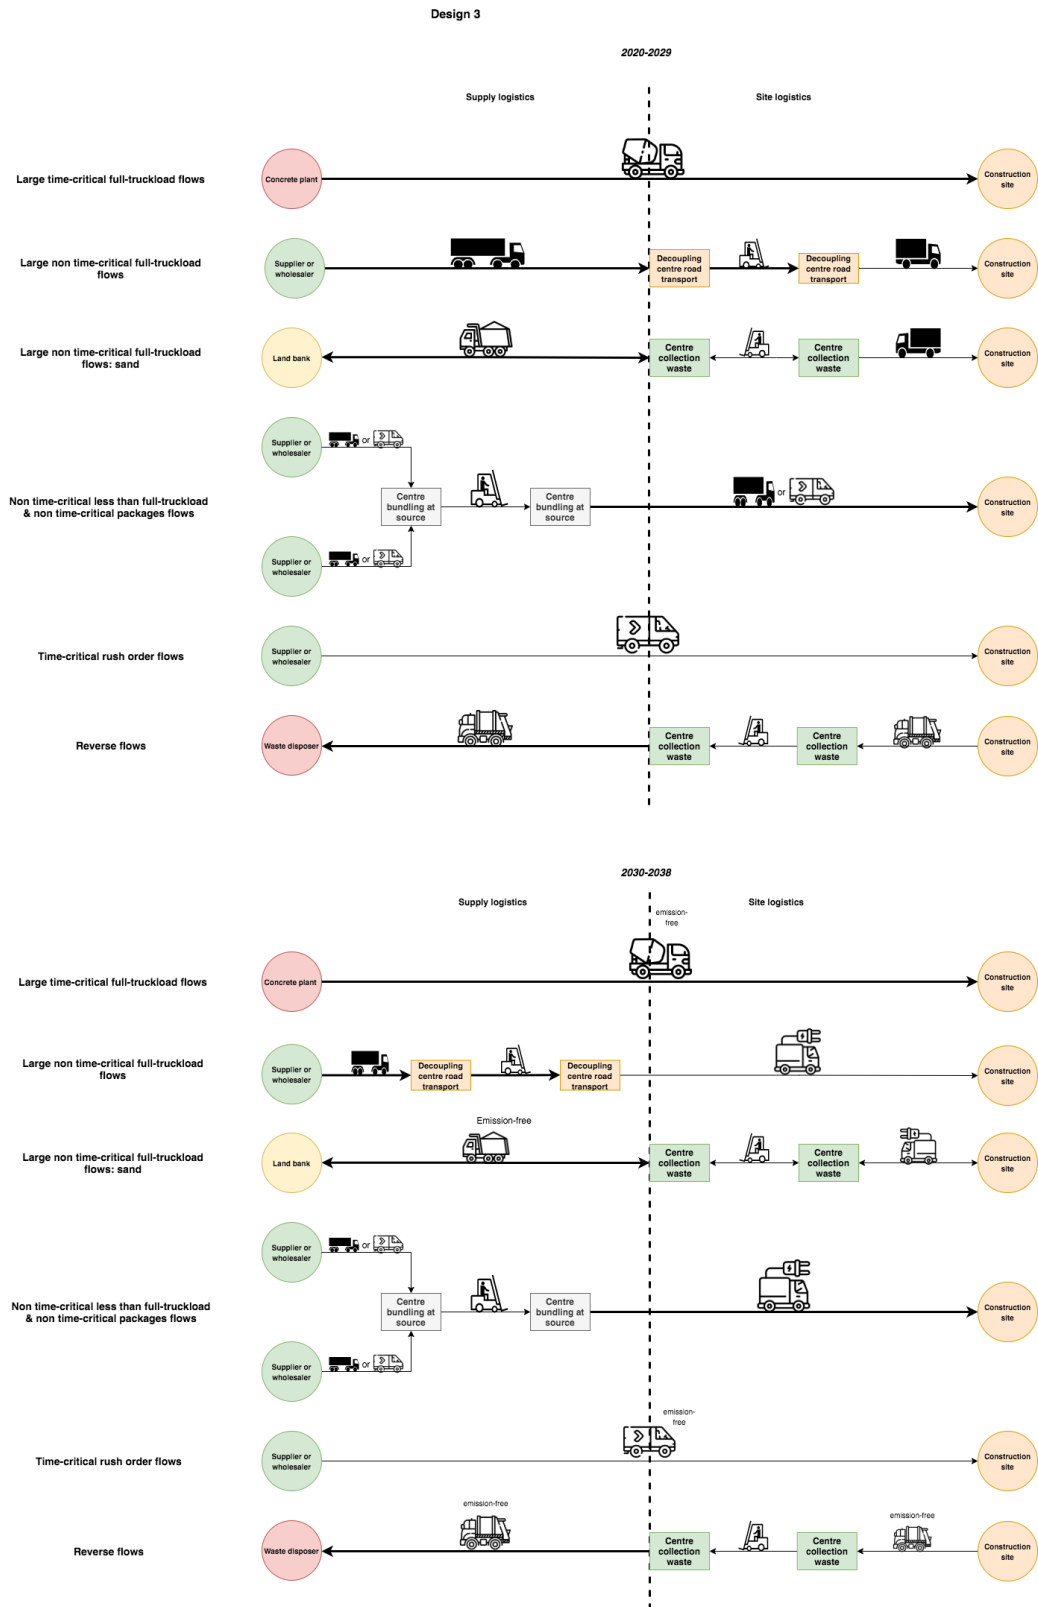 Design 3
2020-2029
Supply logistics
Site logistics
Large time-critical full-truckload flows
Concrete plant
Construction
site
Large non time-critical full-truckload
flows
Supplier or
wholesaler
Decoupling
centre road
transport
Decoupling
centre road
transport
Construction
site
Large non time-critical full-truckload
flows: sand
Land bank
Centre
collection
waste
Centre
collection
waste
Construction
site
Supplier or
wholesaler
or
Non time-critical less than full-truckload
& non time-critical packages flows
Centre
bundling at
source
Centre
bundling at
source
or
Construction
site
Supplier or
wholesaler
or
Time-critical rush order flows
Supplier or
wholesaler
Construction
site
Reverse flows
Waste disposer
Centre
collection
waste
Centre
collection
waste
Construction
site
2030-2038
Supply logistics
Site logistics
emission-
free
Large time-critical full-truckload flows
Concrete plant
Construction
site
Large non time-critical full-truckload
flows
Supplier or
wholesaler
Decoupling
centre road
transport
Decoupling
centre road
transport
Construction
site
Large non time-critical full-truckload
flows: sand
Land bank
Emission-free
Centre
collection
waste
Centre
collection
waste
Construction
site
Supplier or
wholesaler
or
Non time-critical less than full-truckload
& non time-critical packages flows
Centre
bundling at
source
Centre
bundling at
source
Construction
site
Supplier or
wholesaler
or
Time-critical rush order flows
Supplier or
wholesaler
emission-
free
Construction
site
Reverse flows
Waste disposer
emission-free
Centre
collection
waste
Centre
collection
waste
emission-free
Construction
site